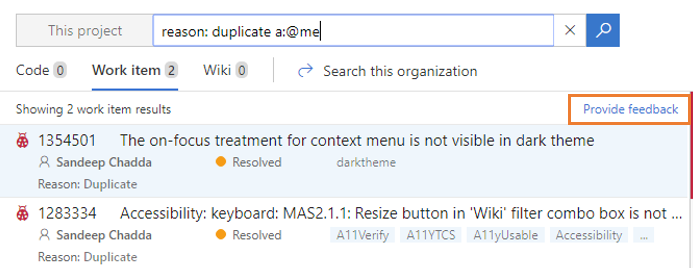 This project reason: duplicate a:@me
Code 0 Work item 2 Wiki 0 Search this organization
Showing 2 work item results Provide feedback
1354501 The on-focus treatment for context menu is not visible in dark theme
Sandeep Chadda Resolved darktheme
Reason: Duplicate
1283334 Accessibility: keyboard: MAS2.1.1: Resize button in 'Wiki' filter combo box is not ...
Sandeep Chadda Resolved A11Verify A11YTCS A11yUsable Accessibility ...
Reason: Duplicate